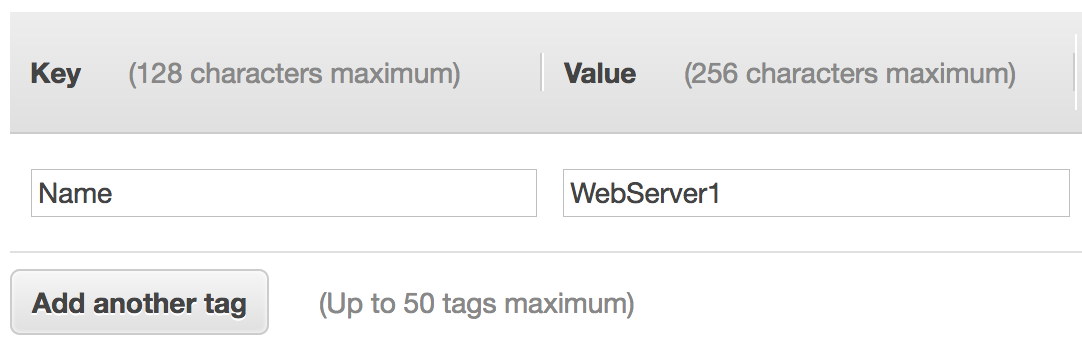 Key (128 characters maximum) Value (256 characters maximum)
Name WebServer1
Add another tag (Up to 50 tags maximum)